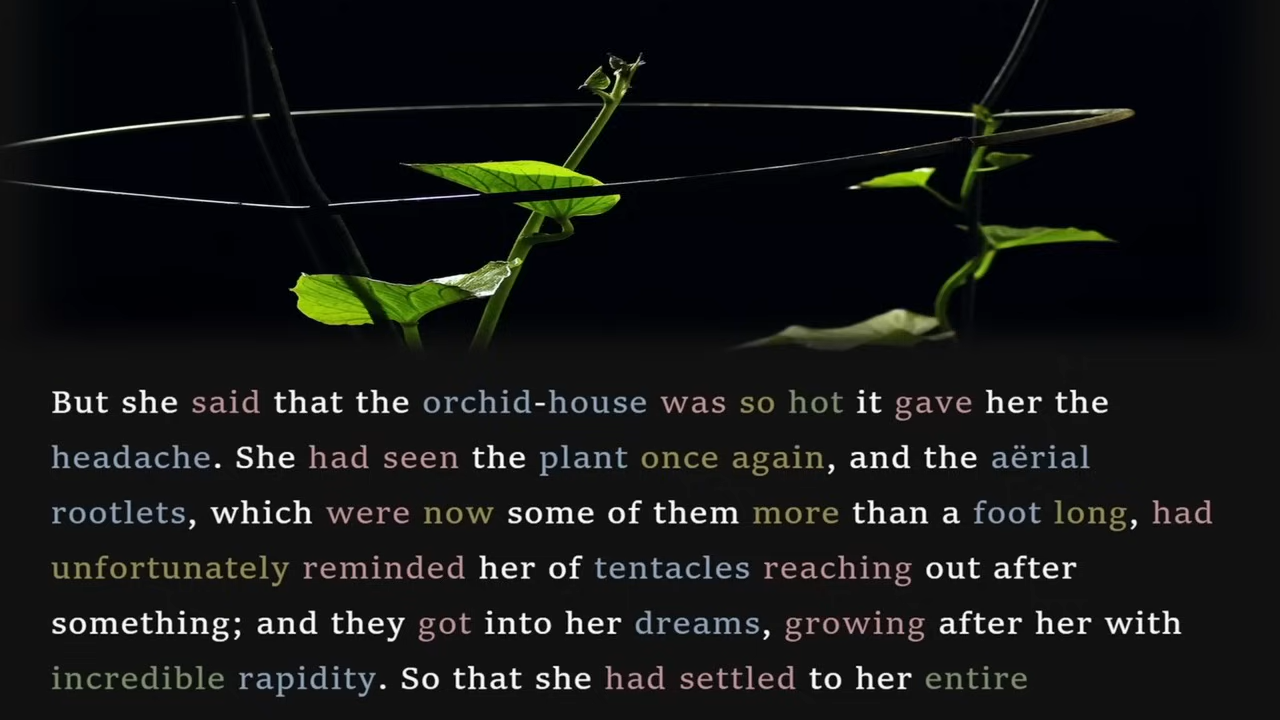 But she said that the orchid-house was so hot it gave her the
headache. She had seen the plant once again, and the aërial
rootlets, which were now some of them more than a foot long, had
unfortunately reminded her of tentacles reaching out after
something; and they got into her dreams, growing after her with
incredible rapidity. So that she had settled to her entire